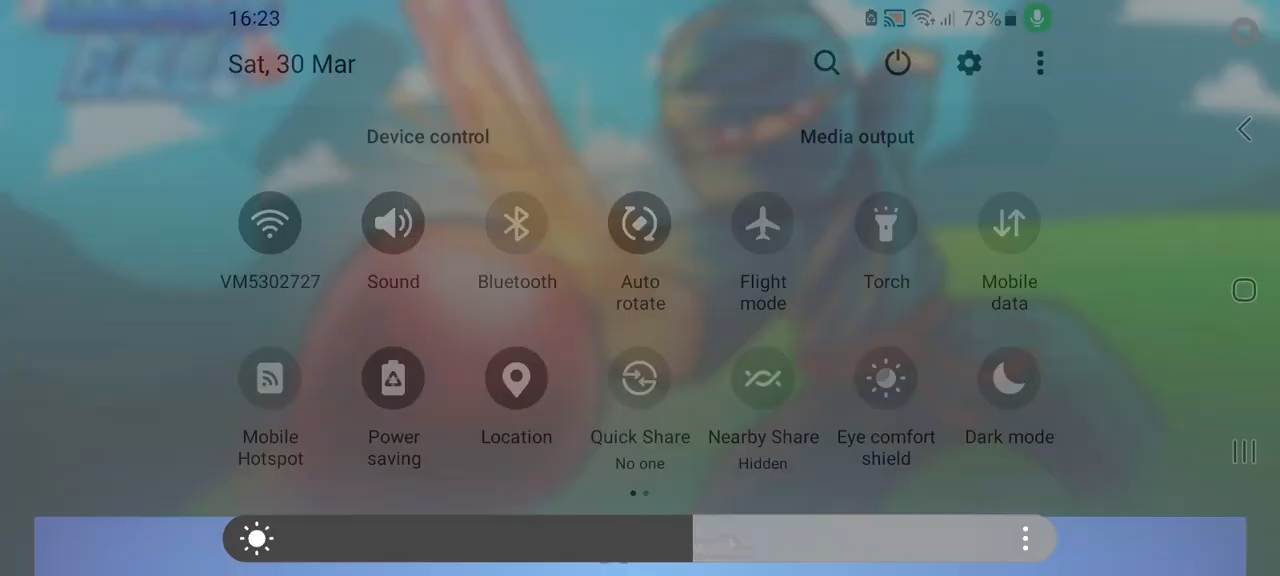 16:23
73%
Sat, 30 Mar
Device control
Media output
VM5302727
Sound
Bluetooth
Auto
rotate
Flight
mode
Torch
Mobile
data
Mobile
Hotspot
Power
saving
Location
Quick Share
No one
Nearby Share
Hidden
Eye comfort
shield
Dark mode